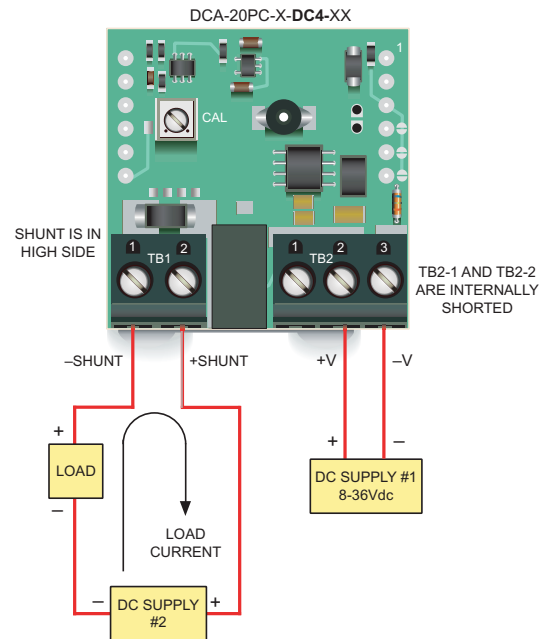 DCA-20PC-X-DC4-XX
1
CAL
SHUNT IS IN
HIGH SIDE
1 2
TB1
1 2 3
TB2
TB2-1 AND TB2-2
ARE INTERNALLY
SHORTED
–SHUNT +SHUNT
+V –V
+
LOAD
–
+ –
DC SUPPLY #1
8-36Vdc
LOAD
CURRENT
– +
DC SUPPLY
#2